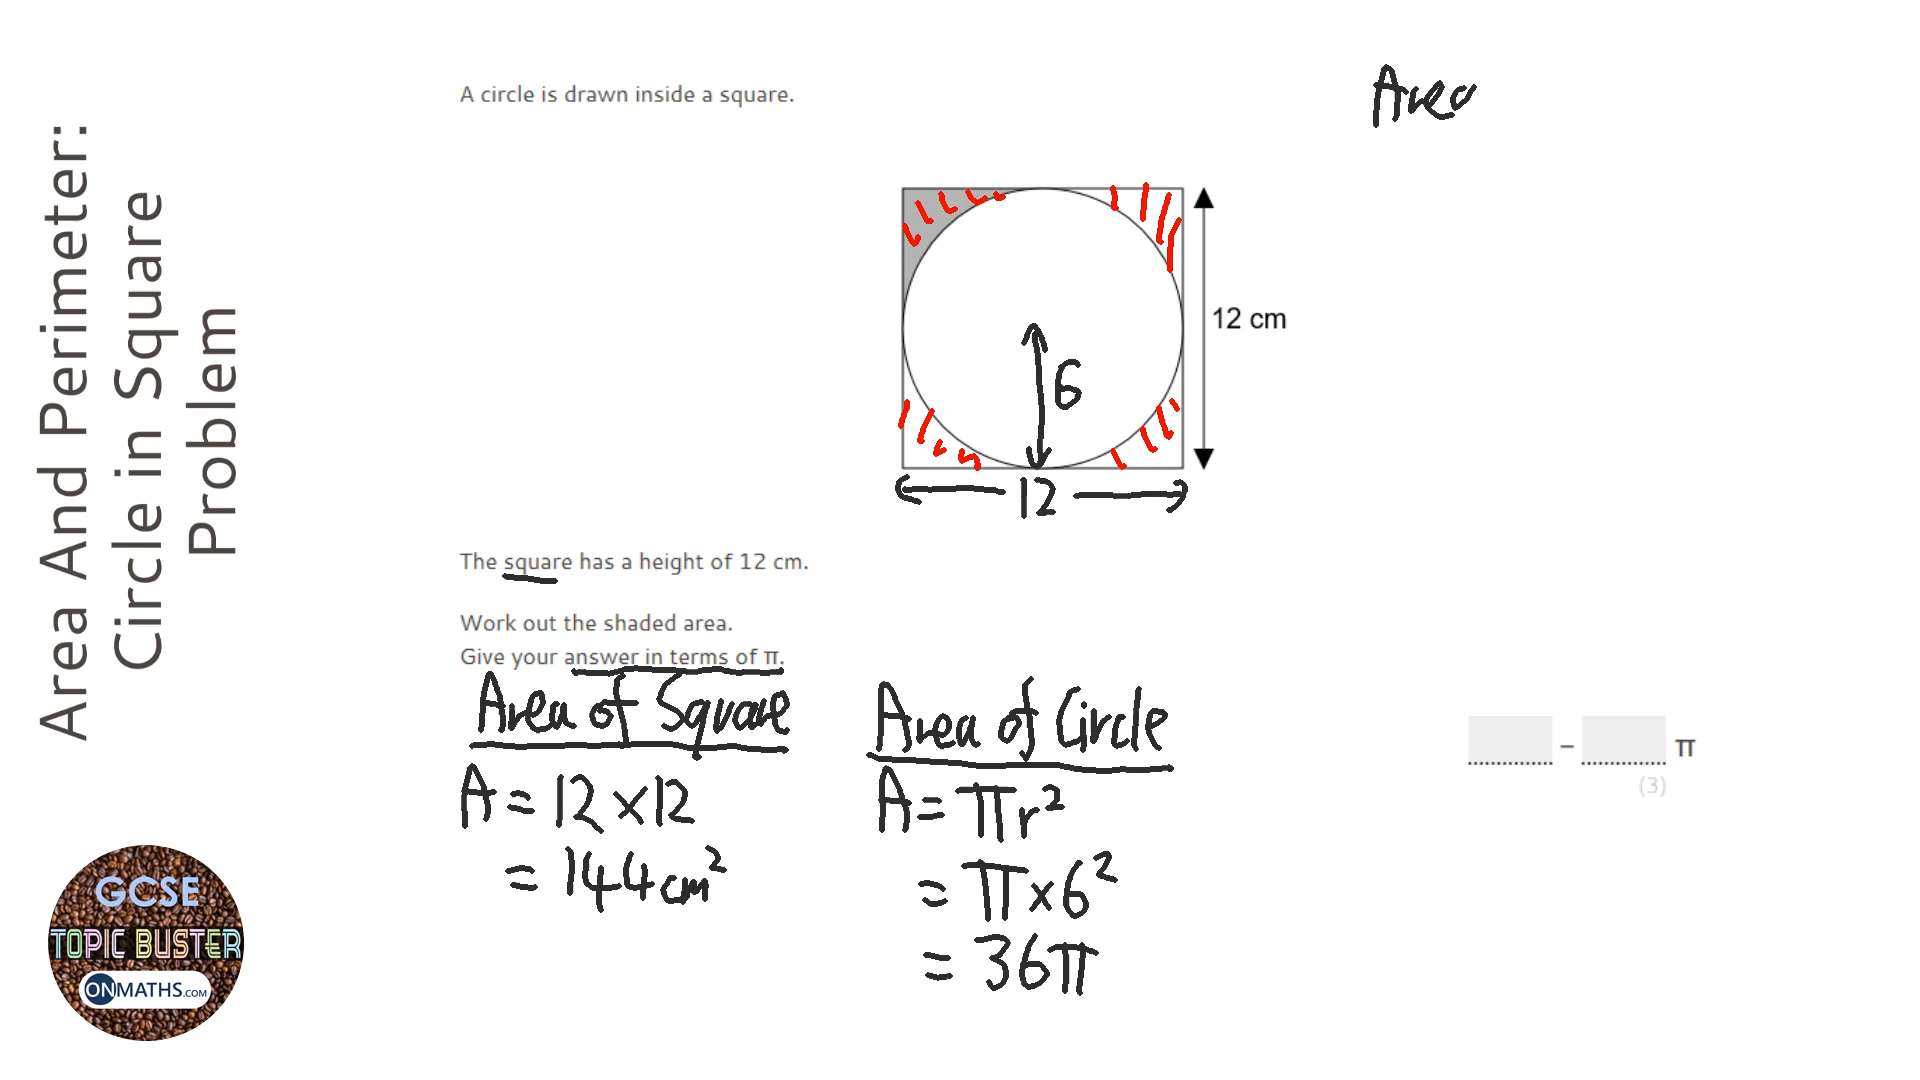 Area And Perimeter:
Circle in Square
Problem
A circle is drawn inside a square.
Area
12 cm
6
12
The square has a height of 12 cm.
Work out the shaded area.
Give your answer in terms of π.
Area of Square
A = 12 × 12
= 144cm²
Area of Circle
A = πr²
= π × 6²
= 36π
– π
(3)
GCSE
TOPIC BUSTER
ONMATHS.COM